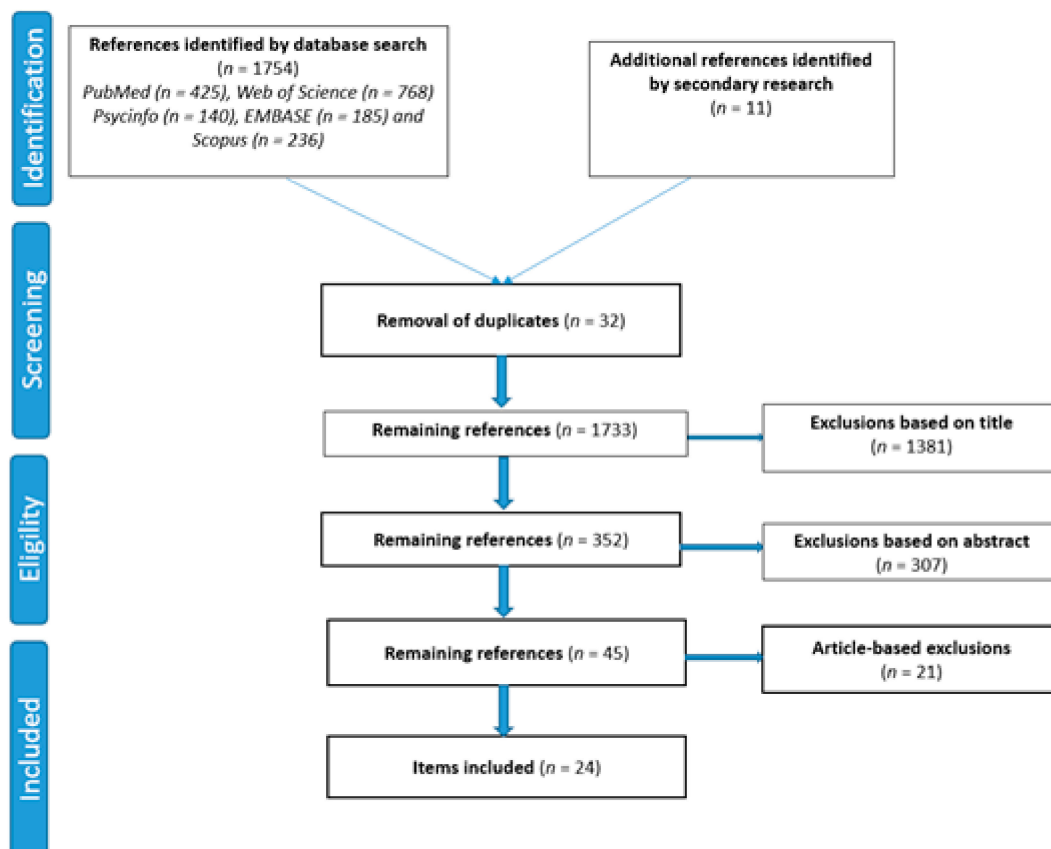 Identification
References identified by database search
(n = 1754)
PubMed (n = 425), Web of Science (n = 768)
Psycinfo (n = 140), EMBASE (n = 185) and
Scopus (n = 236)
Additional references identified
by secondary research
(n = 11)
Screening
Removal of duplicates (n = 32)
Remaining references (n = 1733)
Exclusions based on title
(n = 1381)
Eligility
Remaining references (n = 352)
Exclusions based on abstract
(n = 307)
Included
Remaining references (n = 45)
Article-based exclusions
(n = 21)
Items included (n = 24)